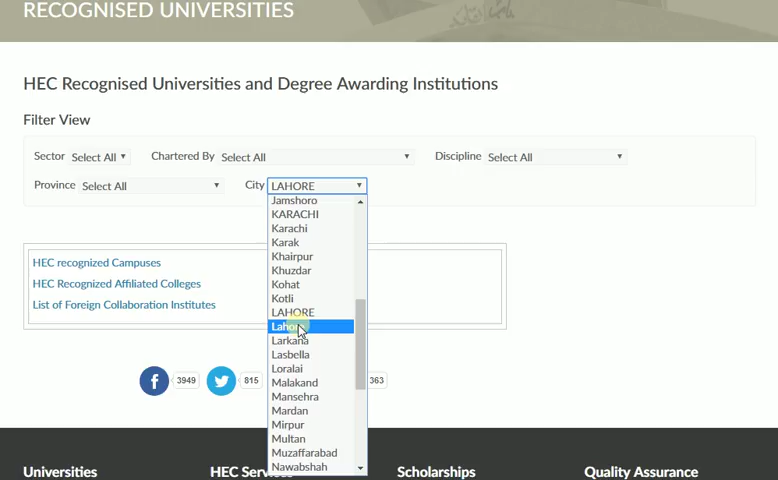 RECOGNISED UNIVERSITIES
HEC Recognised Universities and Degree Awarding Institutions
Filter View
Sector Select All Chartered By Select All Discipline Select All
Province Select All City LAHORE
Jamshoro
KARACHI
Karachi
Karak
Khairpur
Khuzdar
Kohat
Kotli
LAHORE
Lahore
Larkana
Lasbella
Loralai
Malakand
Mansehra
Mardan
Mirpur
Multan
Muzaffarabad
Nawabshah
HEC recognized Campuses
HEC Recognized Affiliated Colleges
List of Foreign Collaboration Institutes
3949 815 363
Universities HEC Services Scholarships Quality Assurance